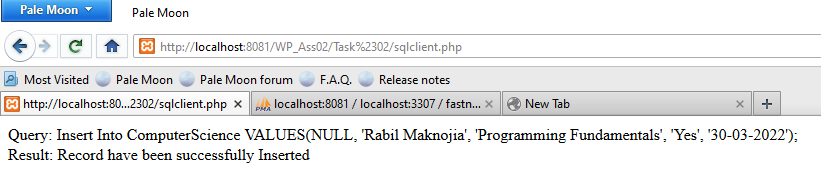 Pale Moon
Pale Moon
http://localhost:8081/WP_Ass02/Task%2302/sqlclient.php
Most Visited Pale Moon Pale Moon forum F.A.Q. Release notes
http://localhost:80...2302/sqlclient.php localhost:8081 / localhost:3307 / fastn... New Tab
Query: Insert Into ComputerScience VALUES(NULL, 'Rabil Maknojia', 'Programming Fundamentals', 'Yes', '30-03-2022');
Result: Record have been successfully Inserted